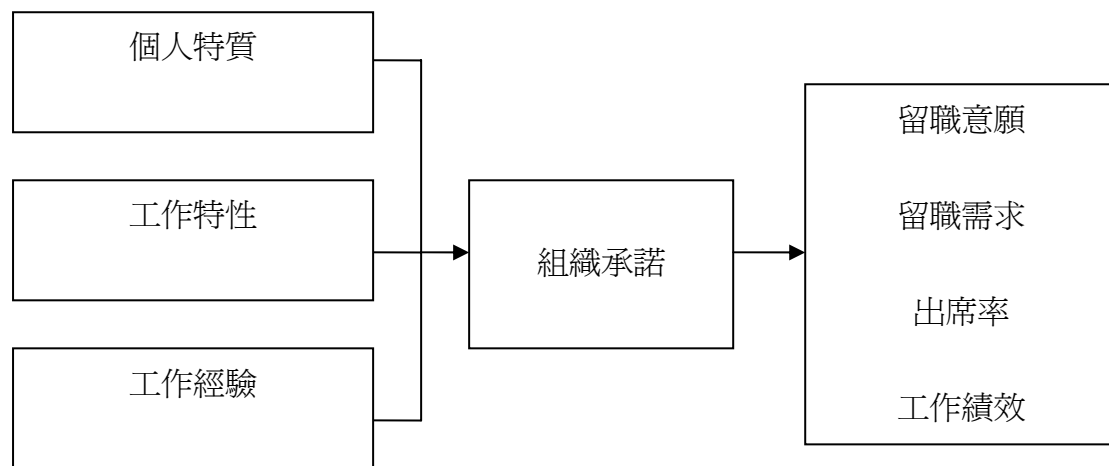 個人特質
工作特性
工作經驗
組織承諾
留職意願
留職需求
出席率
工作績效